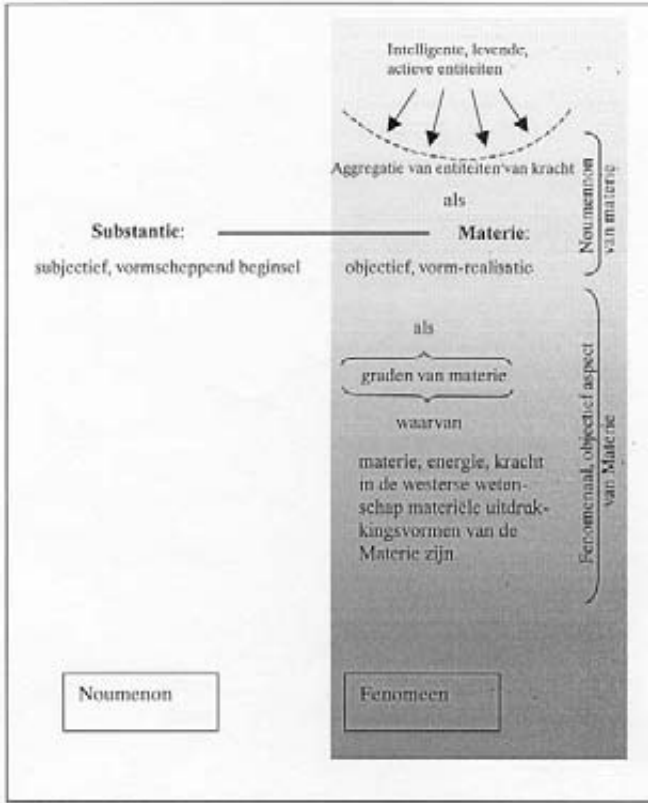 Intelligente, levende,
actieve entiteiten
Aggregatie van entiteiten van kracht
als
Substantie:
Materie:
subjectief, vormscheppend beginsel
objectief, vorm-realisatie
Noumennon
van materie
als
graden van materie
waarvan
materie, energie, kracht
in de westerse weten-
schap materiële uitdruk-
kingsvormen van de
Materie zijn.
Fenomenaal, objectief aspect
van Materie
Noumenon
Fenomeen